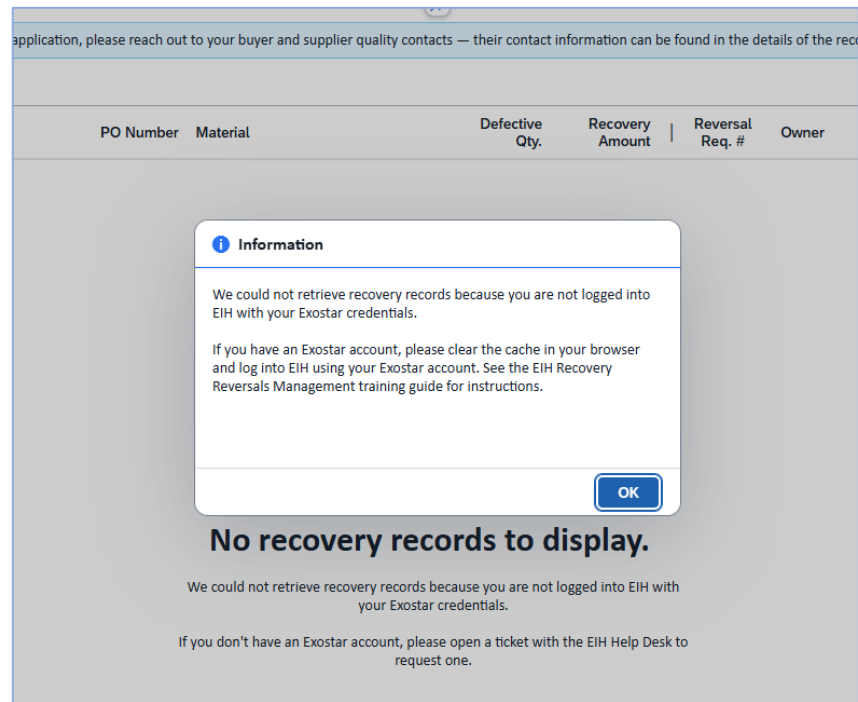 application, please reach out to your buyer and supplier quality contacts — their contact information can be found in the details of the
PO Number Material Defective Qty. Recovery Amount | Reversal Req. # Owner
Information
We could not retrieve recovery records because you are not logged into
EIH with your Exostar credentials.
If you have an Exostar account, please clear the cache in your browser
and log into EIH using your Exostar account. See the EIH Recovery
Reversals Management training guide for instructions.
OK
No recovery records to display.
We could not retrieve recovery records because you are not logged into EIH with
your Exostar credentials.
If you don't have an Exostar account, please open a ticket with the EIH Help Desk to
request one.